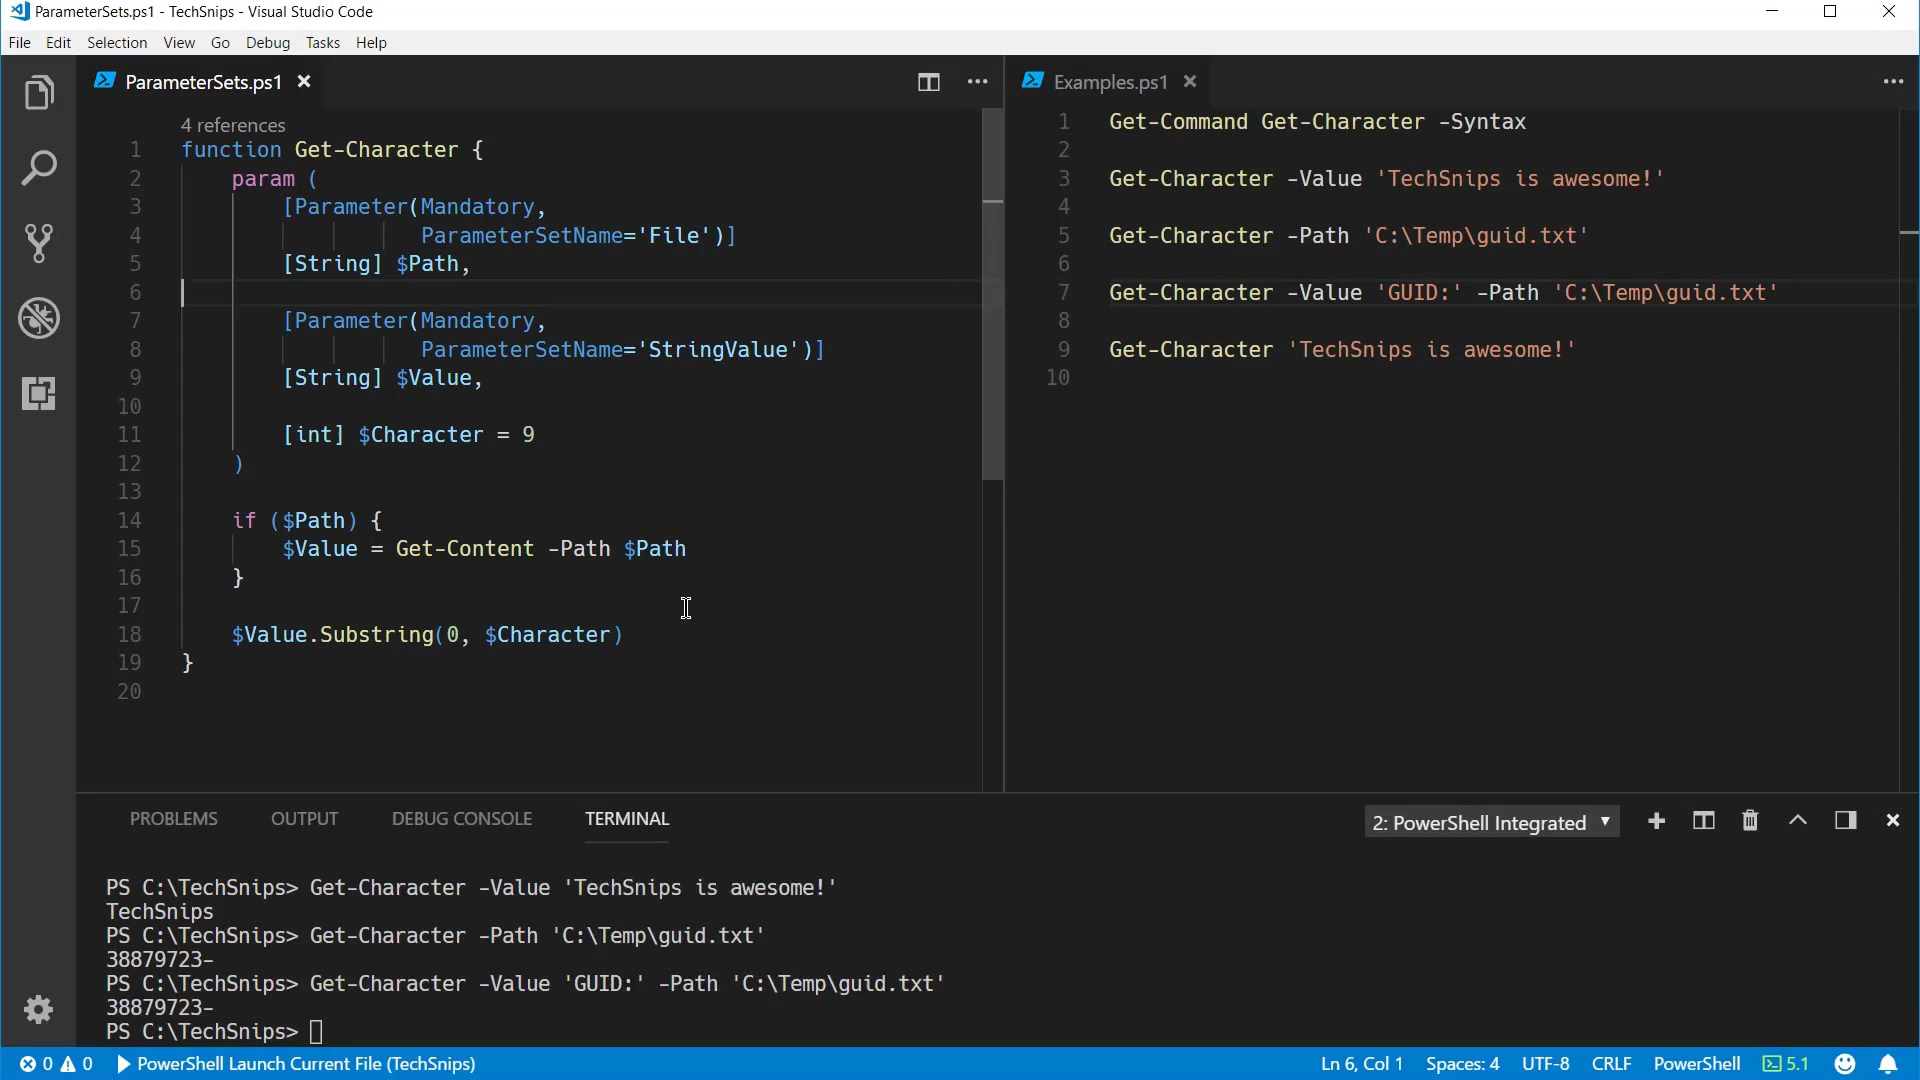 ParameterSets.ps1 - TechSnips - Visual Studio Code
File Edit Selection View Go Debug Tasks Help
ParameterSets.ps1
4 references
1 function Get-Character {
2 param (
3 [Parameter(Mandatory,
4 ParameterSetName='File')]
5 [String] $Path,
6
7 [Parameter(Mandatory,
8 ParameterSetName='StringValue')]
9 [String] $Value,
10
11 [int] $Character = 9
12 )
13
14 if ($Path) {
15 $Value = Get-Content -Path $Path
16 }
17
18 $Value.Substring(0, $Character)
19 }
20
Examples.ps1
1 Get-Command Get-Character -Syntax
2
3 Get-Character -Value 'TechSnips is awesome!'
4
5 Get-Character -Path 'C:\Temp\guid.txt'
6
7 Get-Character -Value 'GUID:' -Path 'C:\Temp\guid.txt'
8
9 Get-Character 'TechSnips is awesome!'
10
PROBLEMS OUTPUT DEBUG CONSOLE TERMINAL 2: PowerShell Integrated
PS C:\TechSnips> Get-Character -Value 'TechSnips is awesome!'
TechSnips
PS C:\TechSnips> Get-Character -Path 'C:\Temp\guid.txt'
38879723-
PS C:\TechSnips> Get-Character -Value 'GUID:' -Path 'C:\Temp\guid.txt'
38879723-
PS C:\TechSnips>
0 0 PowerShell Launch Current File (TechSnips) Ln 6, Col 1 Spaces: 4 UTF-8 CRLF PowerShell 5.1